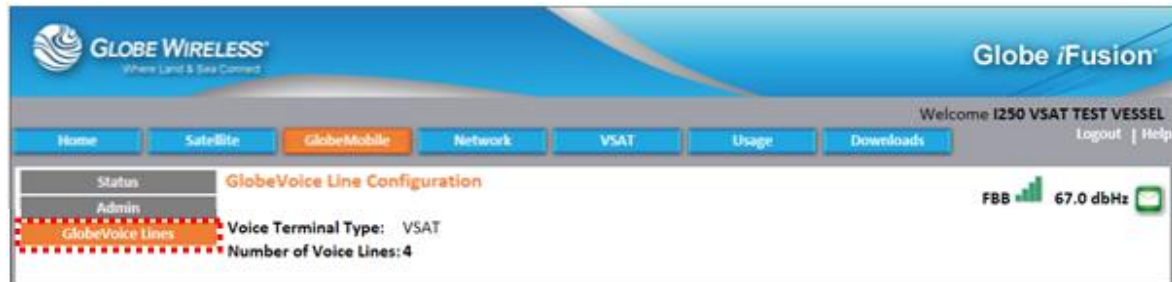 GLOBE WIRELESS®
Where Land & Sea Connect
Globe iFusion
Welcome I250 VSAT TEST VESSEL
Logout | Help
Home Satellite GlobeMobile Network VSAT Usage Downloads
Status
Admin
GlobeVoice Lines
GlobeVoice Line Configuration
FBB 67.0 dbHz
Voice Terminal Type: VSAT
Number of Voice Lines: 4